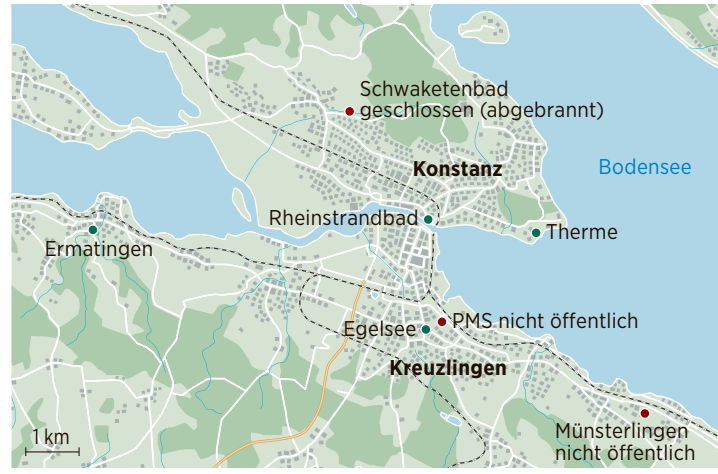 Schwaketenbad
geschlossen (abgebrannt)
Konstanz
Bodensee
Rheinstrandbad
Therme
Ermatingen
PMS nicht öffentlich
Egelsee
Kreuzlingen
Münsterlingen
nicht öffentlich
1 km